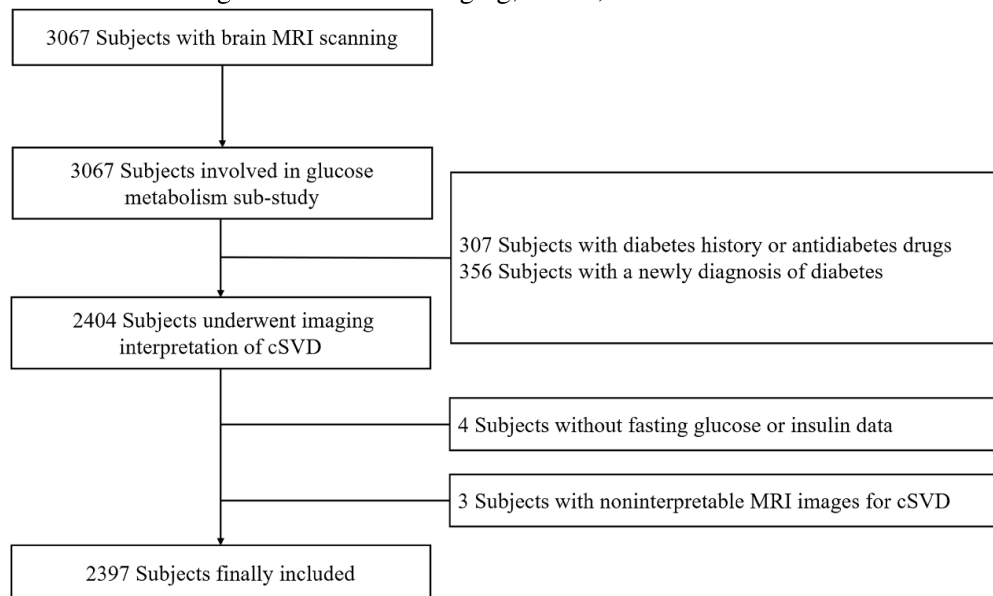 3067 Subjects with brain MRI scanning
3067 Subjects involved in glucose
metabolism sub-study
307 Subjects with diabetes history or antidiabetes drugs
356 Subjects with a newly diagnosis of diabetes
2404 Subjects underwent imaging
interpretation of cSVD
4 Subjects without fasting glucose or insulin data
3 Subjects with noninterpretable MRI images for cSVD
2397 Subjects finally included